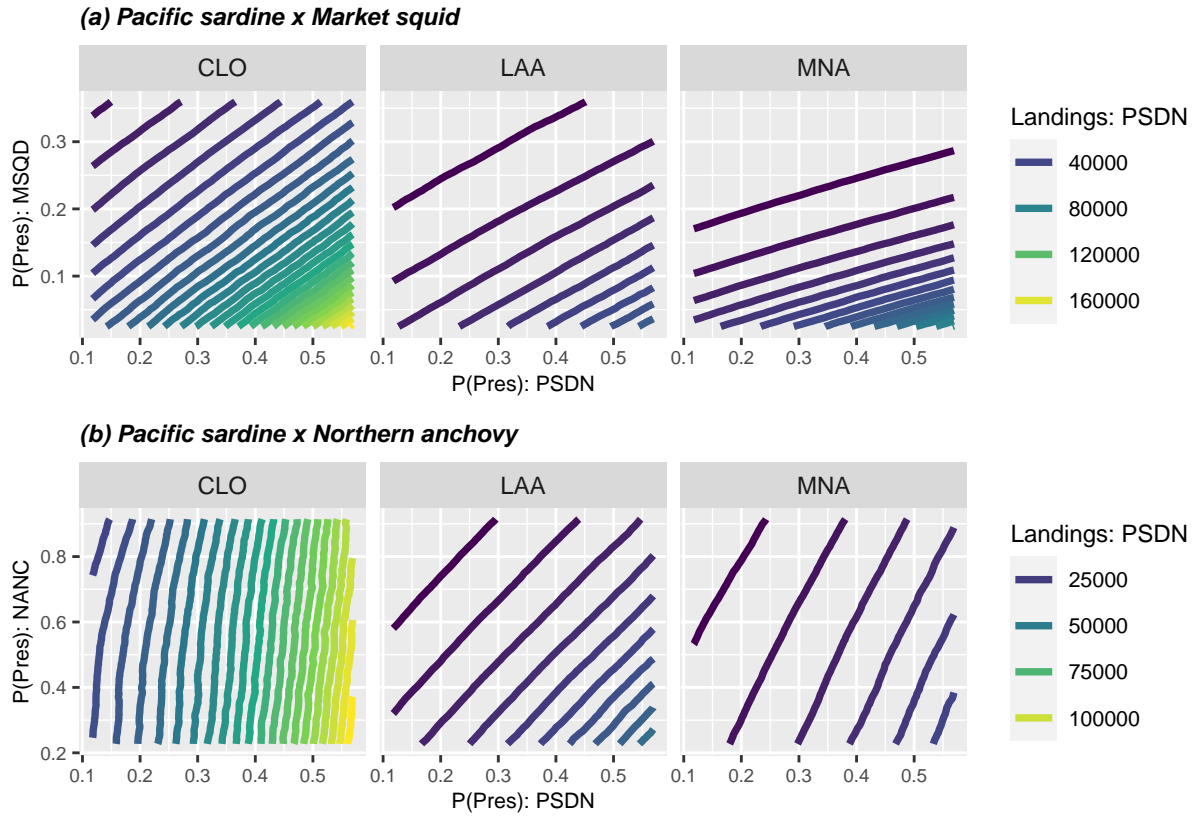 (a) Pacific sardine x Market squid
CLO LAA MNA
P(Pres): MSQD
0.3
0.2
0.1
0.1 0.2 0.3 0.4 0.5 0.1 0.2 0.3 0.4 0.5 0.1 0.2 0.3 0.4 0.5
P(Pres): PSDN
Landings: PSDN
40000
80000
120000
160000
(b) Pacific sardine x Northern anchovy
CLO LAA MNA
P(Pres): NANC
0.8
0.6
0.4
0.2
0.1 0.2 0.3 0.4 0.5 0.1 0.2 0.3 0.4 0.5 0.1 0.2 0.3 0.4 0.5
P(Pres): PSDN
Landings: PSDN
25000
50000
75000
100000